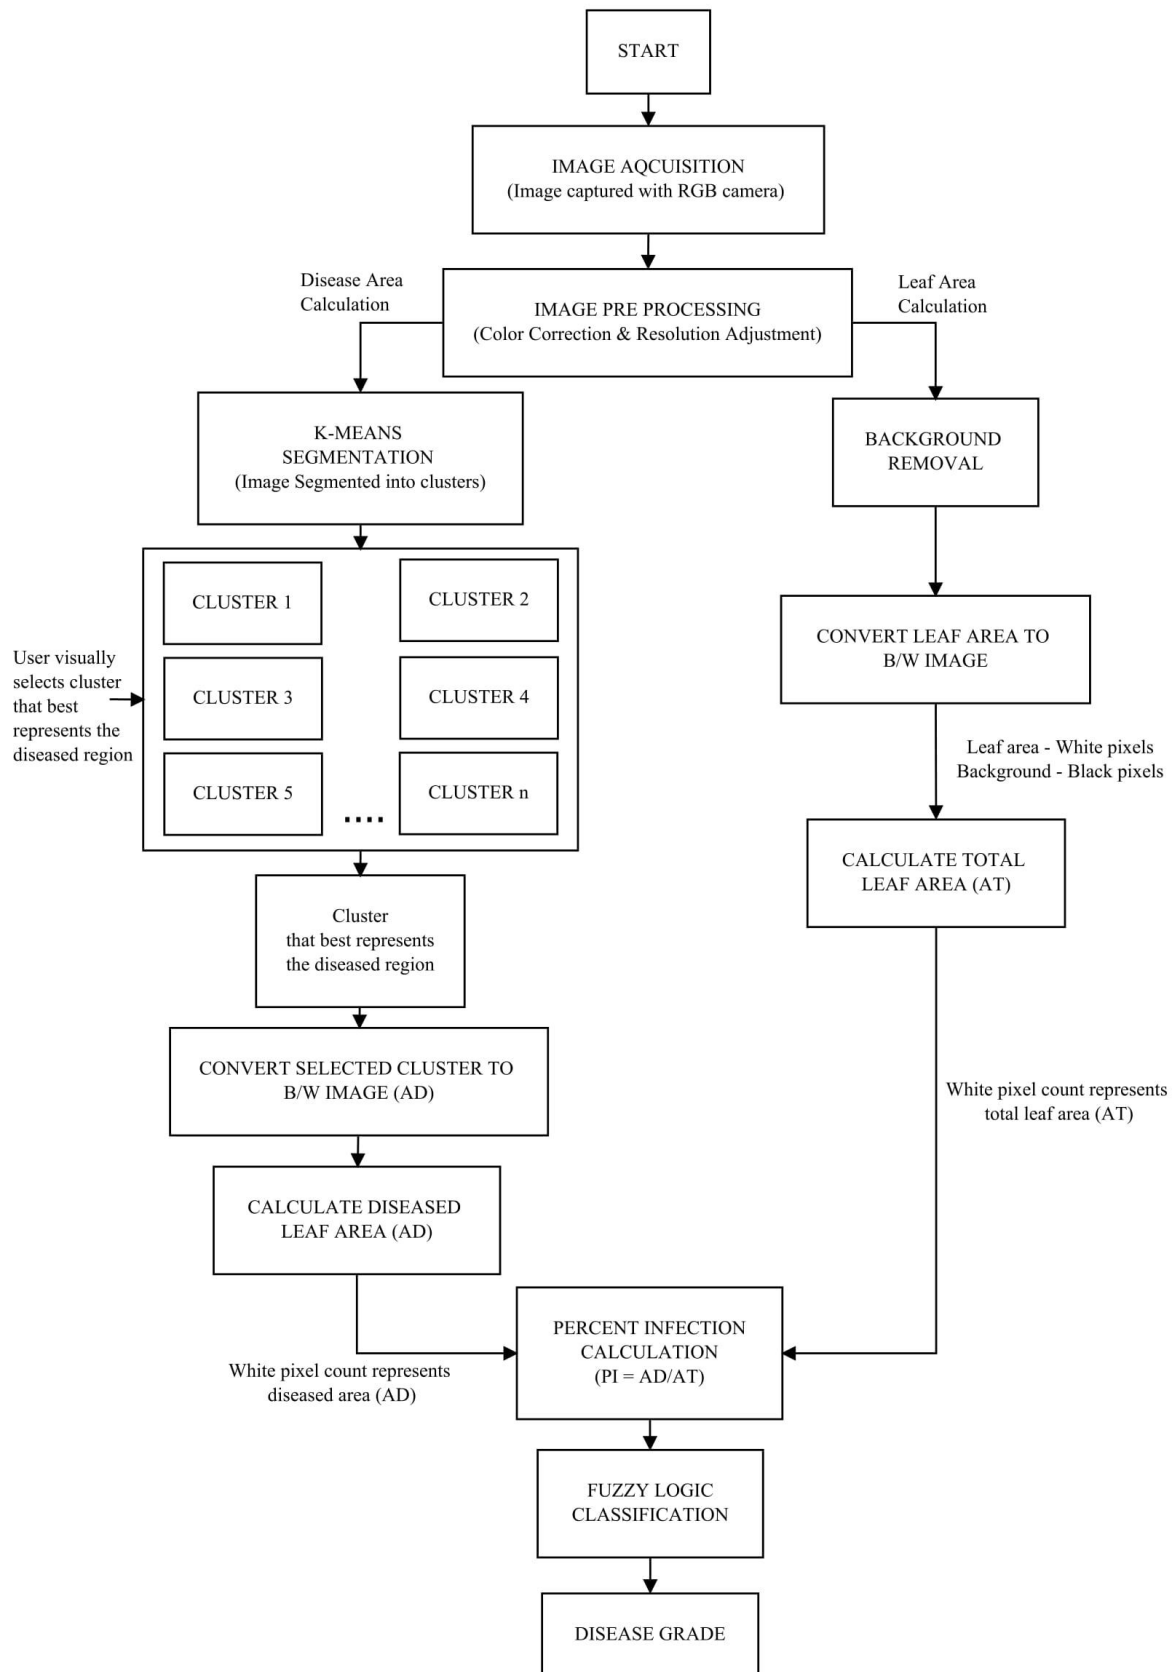 START
IMAGE AQCUISITION
(Image captured with RGB camera)
Disease Area
Calculation
IMAGE PRE PROCESSING
(Color Correction & Resolution Adjustment)
Leaf Area
Calculation
K-MEANS
SEGMENTATION
(Image Segmented into clusters)
BACKGROUND
REMOVAL
User visually
selects cluster
that best
represents the
diseased region
CLUSTER 1
CLUSTER 2
CLUSTER 3
CLUSTER 4
CLUSTER 5
....
CLUSTER n
CONVERT LEAF AREA TO
B/W IMAGE
Leaf area - White pixels
Background - Black pixels
CALCULATE TOTAL
LEAF AREA (AT)
Cluster
that best represents
the diseased region
CONVERT SELECTED CLUSTER TO
B/W IMAGE (AD)
White pixel count represents
total leaf area (AT)
CALCULATE DISEASED
LEAF AREA (AD)
White pixel count represents
diseased area (AD)
PERCENT INFECTION
CALCULATION
(PI = AD/AT)
FUZZY LOGIC
CLASSIFICATION
DISEASE GRADE